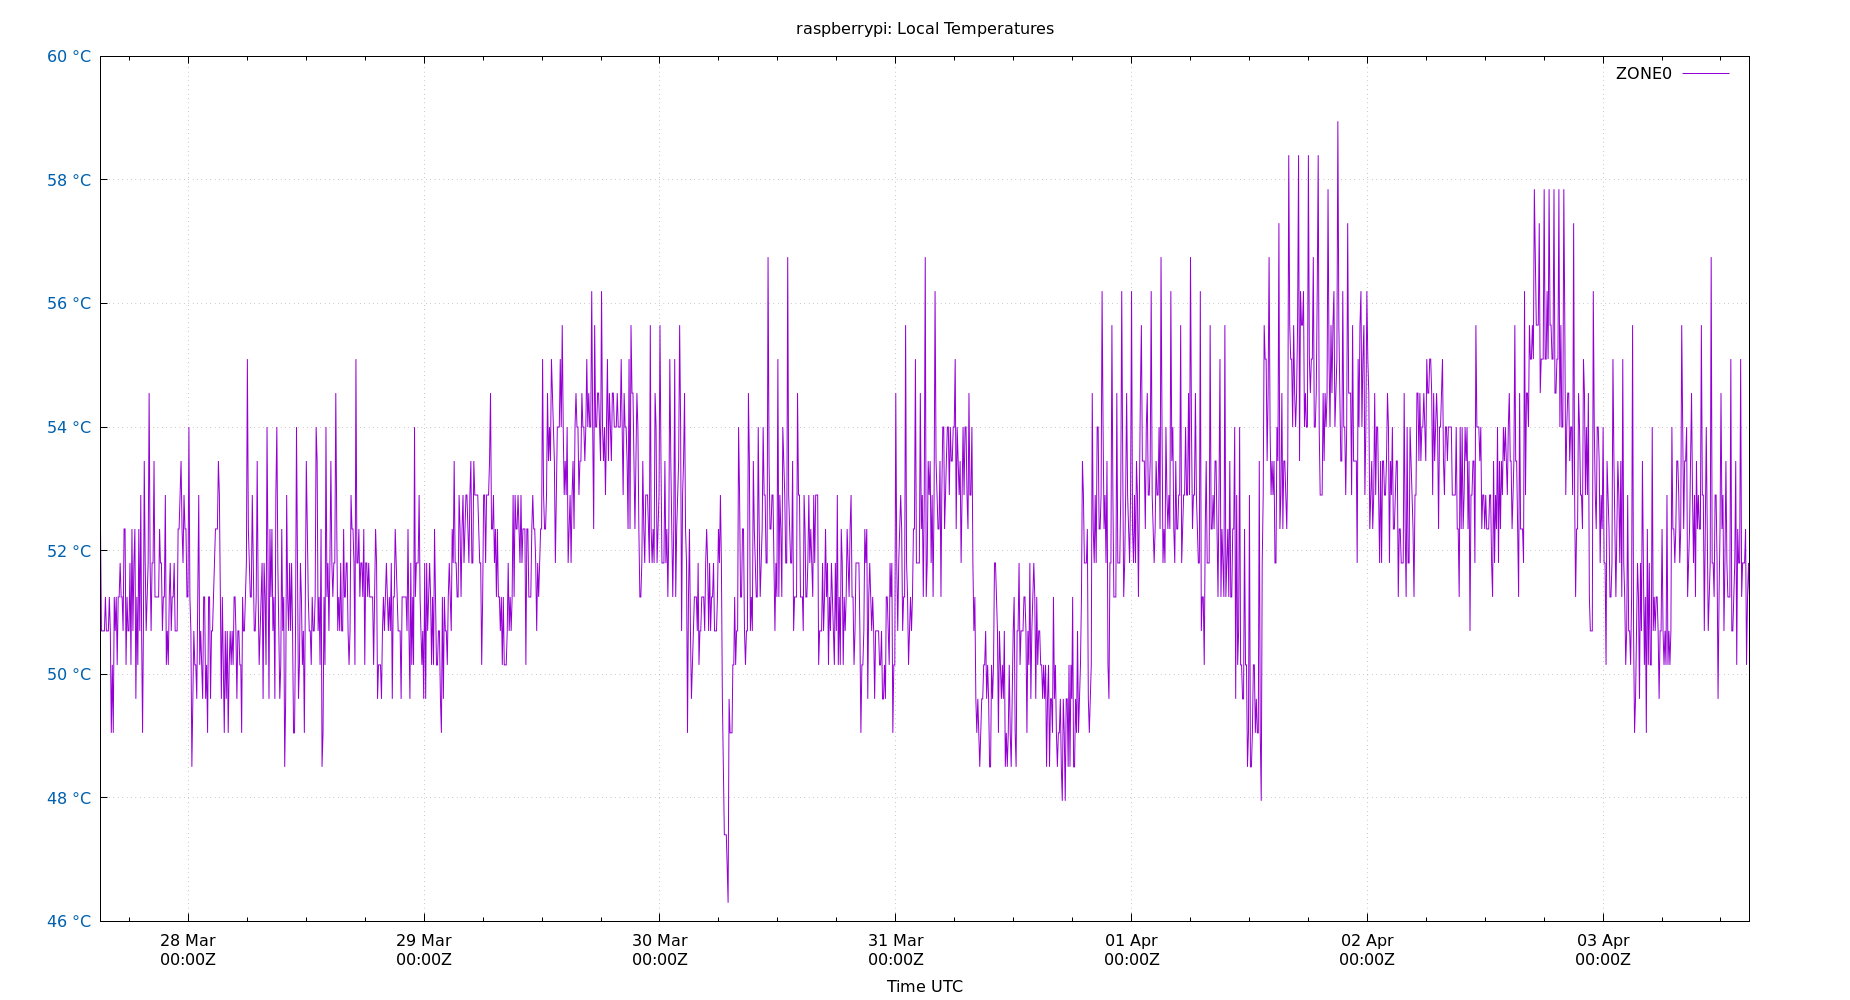 raspberrypi: Local Temperatures
60 °C
58 °C
56 °C
54 °C
52 °C
50 °C
48 °C
46 °C
ZONE0
28 Mar
00:00Z
29 Mar
00:00Z
30 Mar
00:00Z
31 Mar
00:00Z
01 Apr
00:00Z
02 Apr
00:00Z
03 Apr
00:00Z
Time UTC